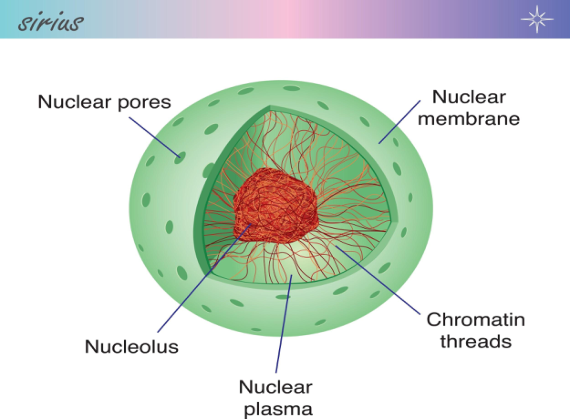 sirius
Nuclear pores
Nuclear
membrane
Nucleolus
Chromatin
threads
Nuclear
plasma